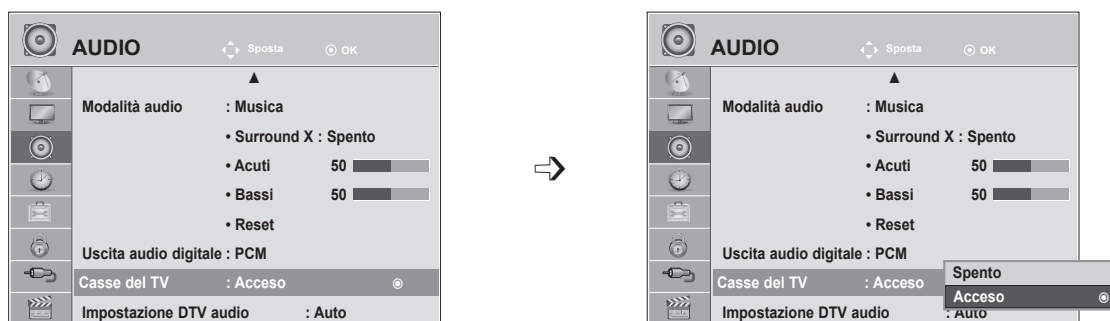 AUDIO
Sposta
OK
Modalità audio : Musica
• Surround X : Spento
• Acuti 50
• Bassi 50
• Reset
Uscita audio digitale : PCM
Casse del TV : Acceso
Impostazione DTV audio : Auto
AUDIO
Sposta
OK
Modalità audio : Musica
• Surround X : Spento
• Acuti 50
• Bassi 50
• Reset
Uscita audio digitale : PCM
Casse del TV : Acceso
Spento
Acceso
Impostazione DTV audio : Auto